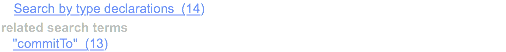 Search by type declarations (14)
related search terms
"commitTo" (13)